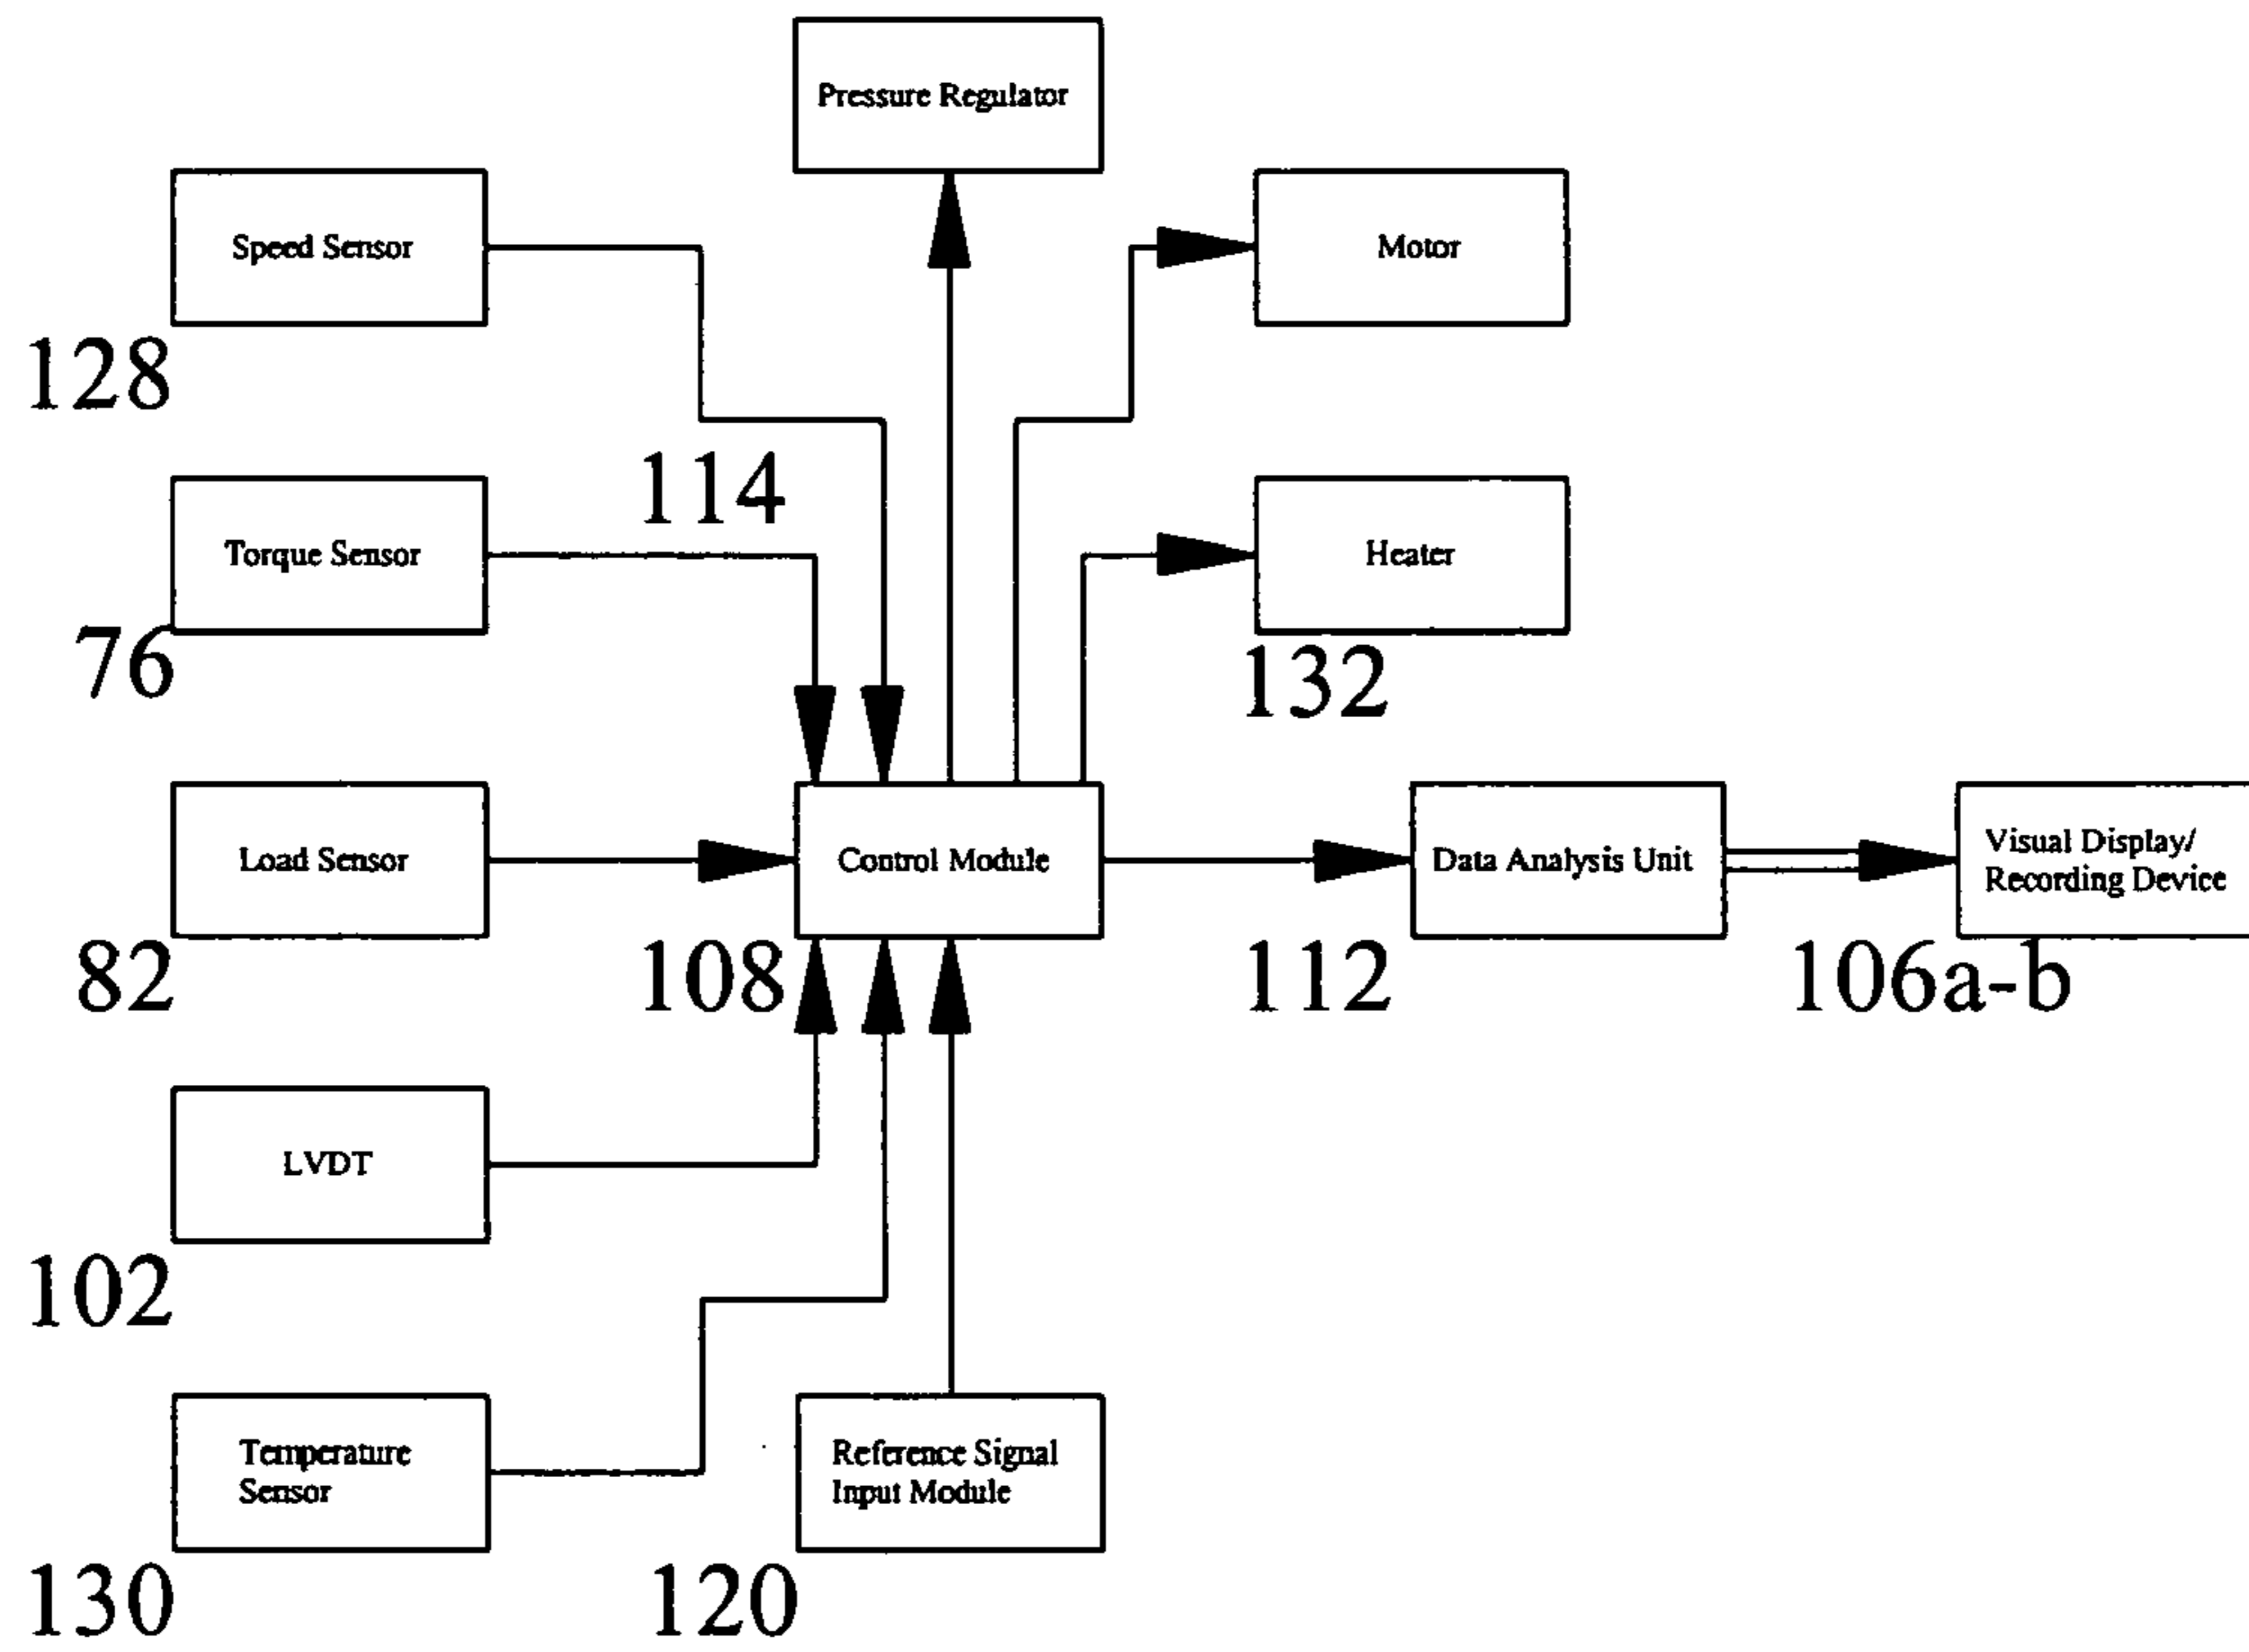 Pressure Regulator
Speed Sensor
Motor
128
114
Torque Sensor
Heater
76
132
Load Sensor
Control Module
Data Analysis Unit
Visual Display/
Recording Device
82
108
112
106a-b
LVDT
102
Temperature
Sensor
Reference Signal
Input Module
130
120